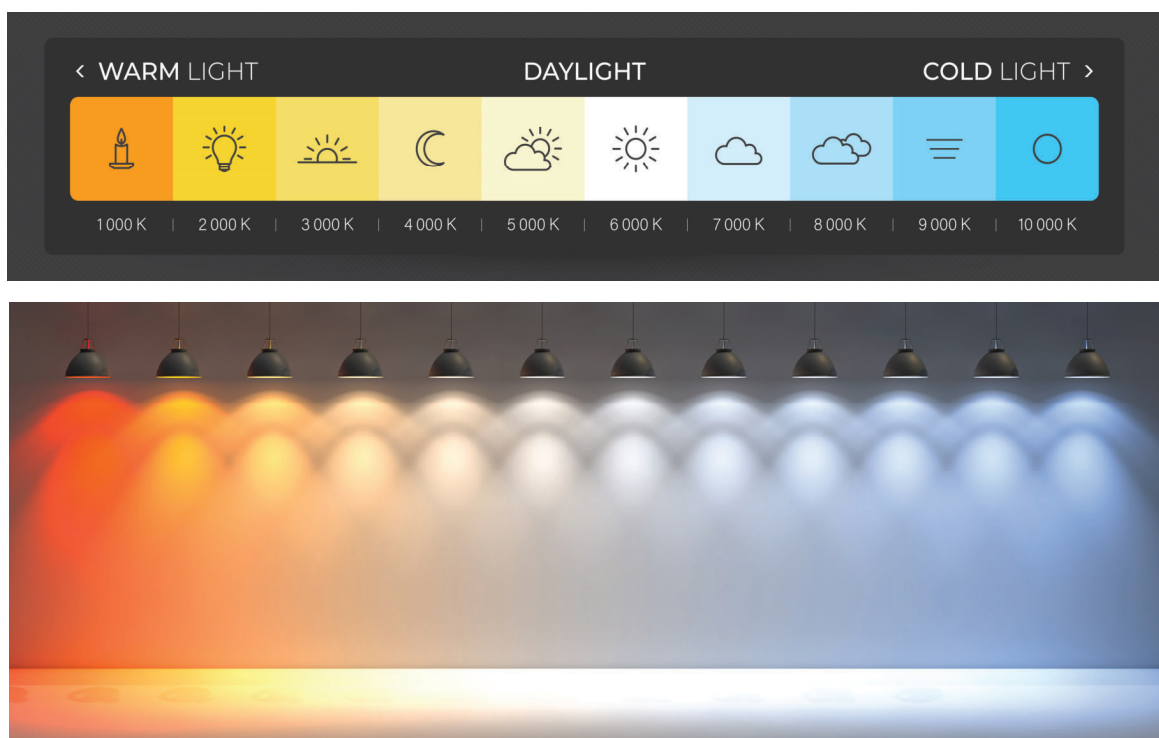 ‹ WARM LIGHT DAYLIGHT COLD LIGHT ›
1 000 K | 2 000 K | 3 000 K | 4 000 K | 5 000 K | 6 000 K | 7 000 K | 8 000 K | 9 000 K | 10 000 K